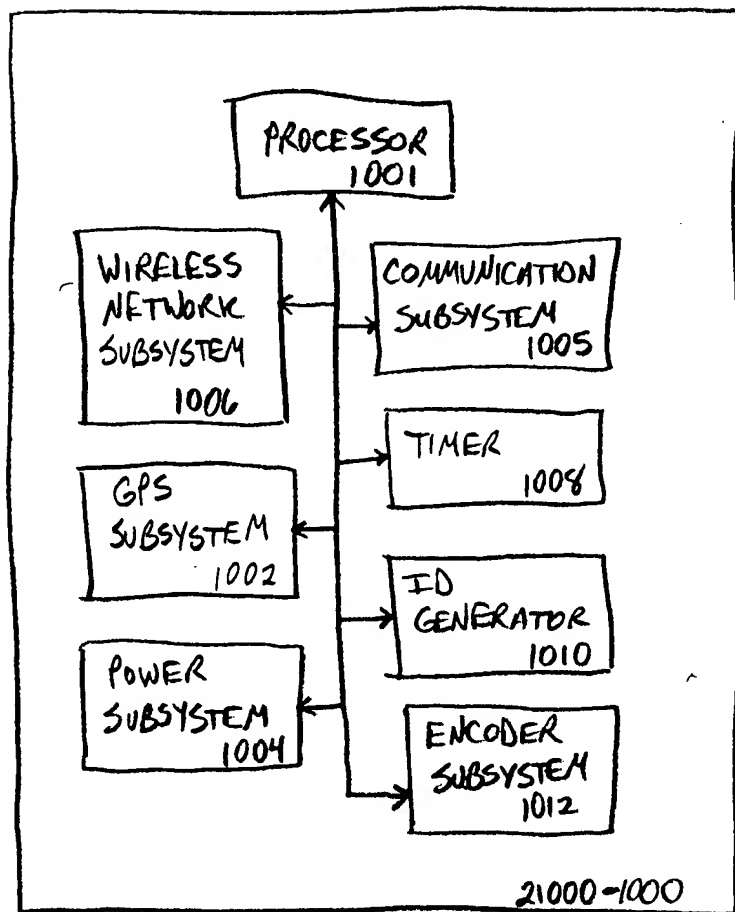 PROCESSOR
1001
WIRELESS
NETWORK
SUBSYSTEM
1006
COMMUNICATION
SUBSYSTEM
1005
TIMER
1008
GPS
SUBSYSTEM
1002
ID
GENERATOR
1010
POWER
SUBSYSTEM
1004
ENCODER
SUBSYSTEM
1012
21000-1000